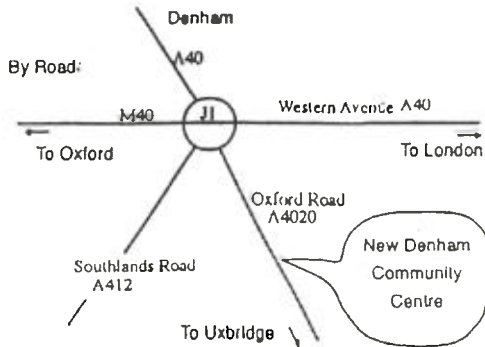 Denham
A40
By Road:
M40
J1
Western Avenue A40
To Oxford
To London
Oxford Road
A4020
New Denham
Community
Centre
Southlands Road
A412
To Uxbridge